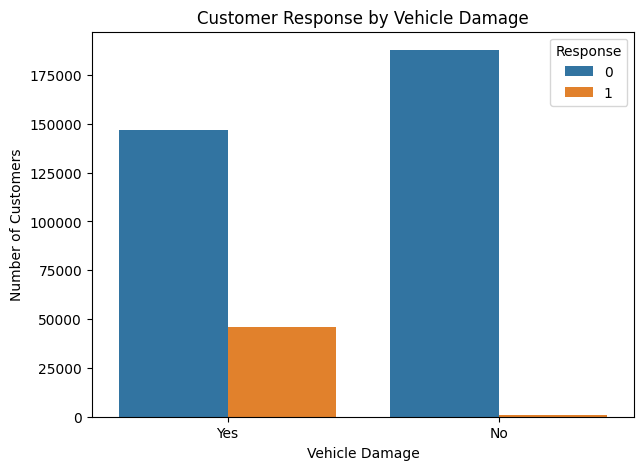 Customer Response by Vehicle Damage
Response
0
1
175000
150000
125000
100000
75000
50000
25000
0
Number of Customers
Yes
No
Vehicle Damage